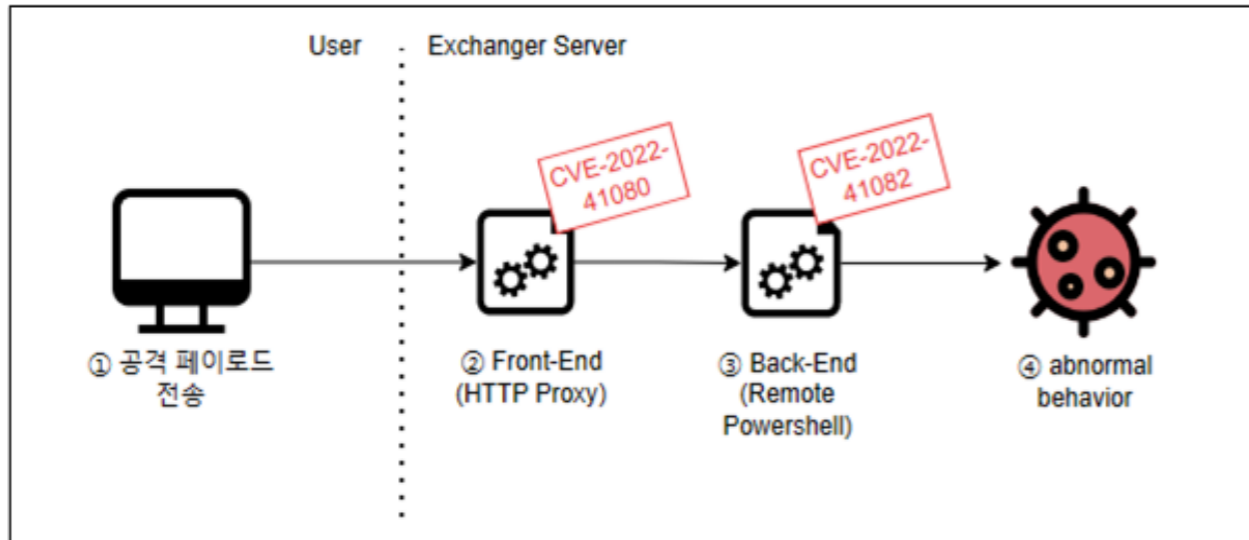 User
Exchanger Server
CVE-2022-
41080
CVE-2022-
41082
① 공격 페이로드
전송
② Front-End
(HTTP Proxy)
③ Back-End
(Remote
Powershell)
④ abnormal
behavior